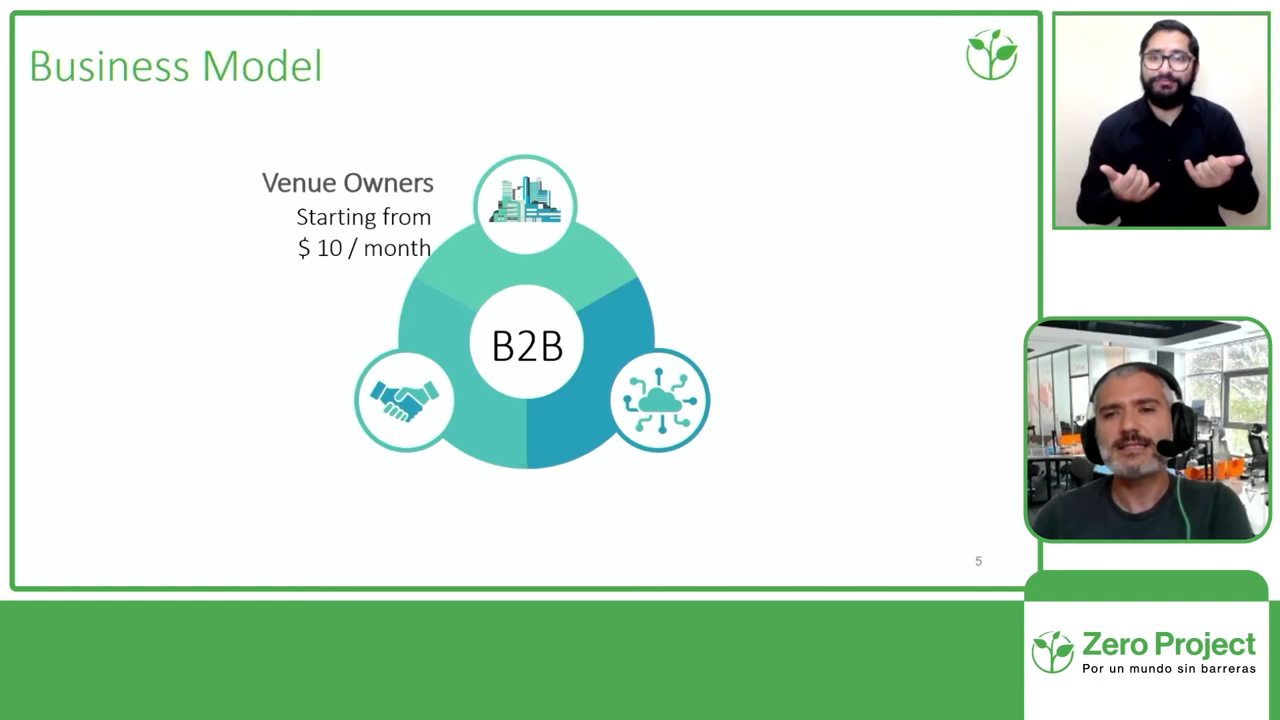 Business Model
Venue Owners
Starting from
$ 10 / month
B2B
5
Zero Project
Por un mundo sin barreras